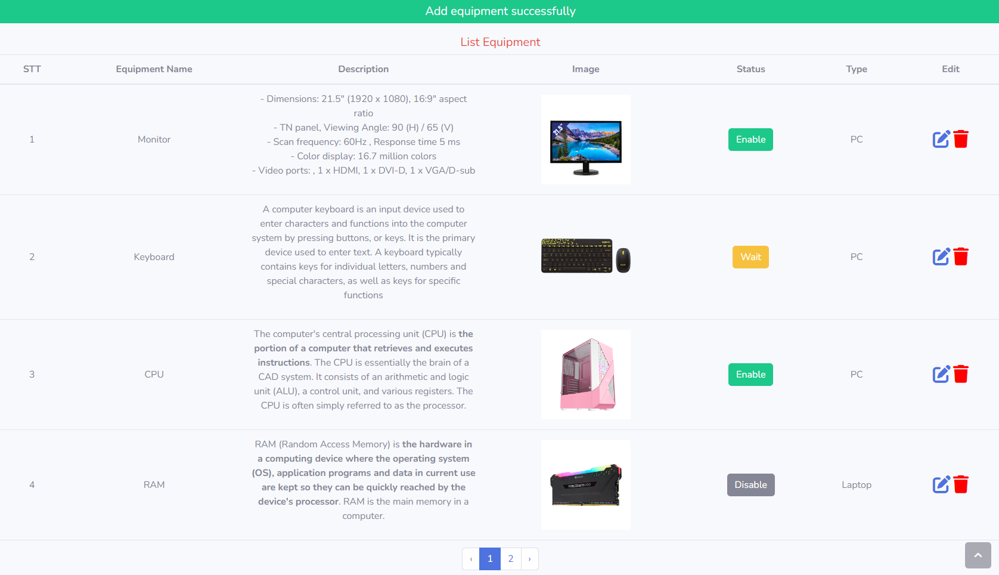 Add equipment successfully
List Equipment
STT Equipment Name Description Image Status Type Edit
- Dimensions: 21.5" (1920 x 1080), 16:9" aspect
ratio
- TN panel, Viewing Angle: 90 (H) / 65 (V)
- Scan frequency: 60Hz , Response time 5 ms
- Color display: 16.7 million colors
- Video ports: , 1 x HDMI, 1 x DVI-D, 1 x VGA/D-sub
1 Monitor 21,5" Enable PC
A computer keyboard is an input device used to
enter characters and functions into the computer
system by pressing buttons, or keys. It is the primary
device used to enter text. A keyboard typically
contains keys for individual letters, numbers and
special characters, as well as keys for specific
functions
2 Keyboard Wait PC
The computer's central processing unit (CPU) is the
portion of a computer that retrieves and executes
instructions. The CPU is essentially the brain of a
CAD system. It consists of an arithmetic and logic
unit (ALU), a control unit, and various registers. The
CPU is often simply referred to as the processor.
3 CPU Enable PC
RAM (Random Access Memory) is the hardware in
a computing device where the operating system
(OS), application programs and data in current use
are kept so they can be quickly reached by the
device's processor. RAM is the main memory in a
computer.
4 RAM Disable Laptop
‹ 1 2 ›